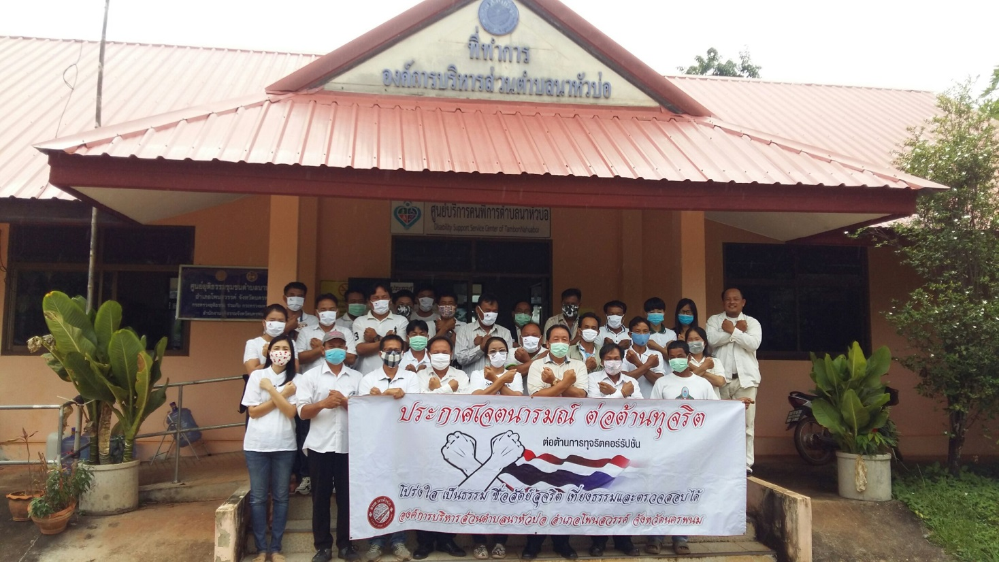 ที่ทำการ
องค์การบริหารส่วนตำบลนาหัวบ่อ
ศูนย์บริการคนพิการตำบลนาหัวบ่อ
Disability Support Service Center of TambonNahuabor
ศูนย์ยุติธรรมชุมชนตำบลนา
อำเภอโพนสวรรค์ จังหวัดนคร
ประกาศเจตนารมณ์ ต่อต้านทุจริต
ต่อต้านการทุจริตคอร์รัปชั่น
โปร่งใส เป็นธรรม ซื่อสัตย์สุจริต เที่ยงธรรมและตรวจสอบได้
องค์การบริหารส่วนตำบลนาหัวบ่อ อำเภอโพนสวรรค์ จังหวัดนครพนม